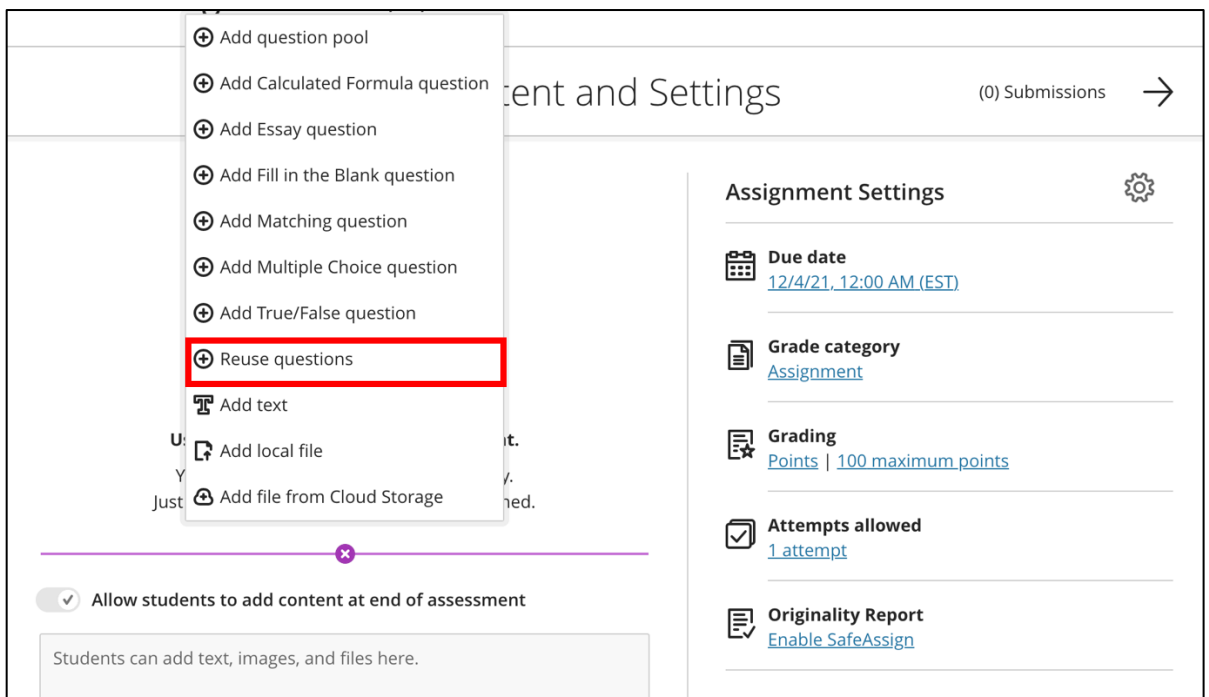 Add question pool
Add Calculated Formula question
tent and Settings
(0) Submissions
Add Essay question
Add Fill in the Blank question
Add Matching question
Add Multiple Choice question
Add True/False question
Reuse questions
Add text
Add local file
Add file from Cloud Storage
U
nt.
Y
y.
Just
ned.
Allow students to add content at end of assessment
Students can add text, images, and files here.
Assignment Settings
Due date
12/4/21, 12:00 AM (EST)
Grade category
Assignment
Grading
Points | 100 maximum points
Attempts allowed
1 attempt
Originality Report
Enable SafeAssign